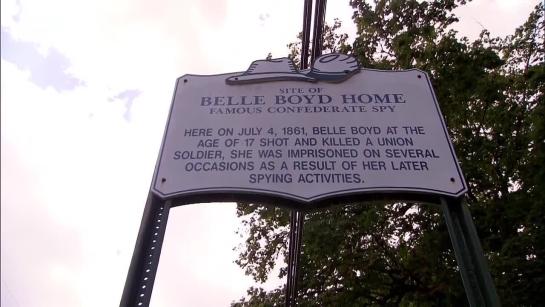 SITE OF
BELLE BOYD HOME
FAMOUS CONFEDERATE SPY
HERE ON JULY 4, 1861, BELLE BOYD AT THE
AGE OF 17 SHOT AND KILLED A UNION
SOLDIER, SHE WAS IMPRISONED ON SEVERAL
OCCASIONS AS A RESULT OF HER LATER
SPYING ACTIVITIES.